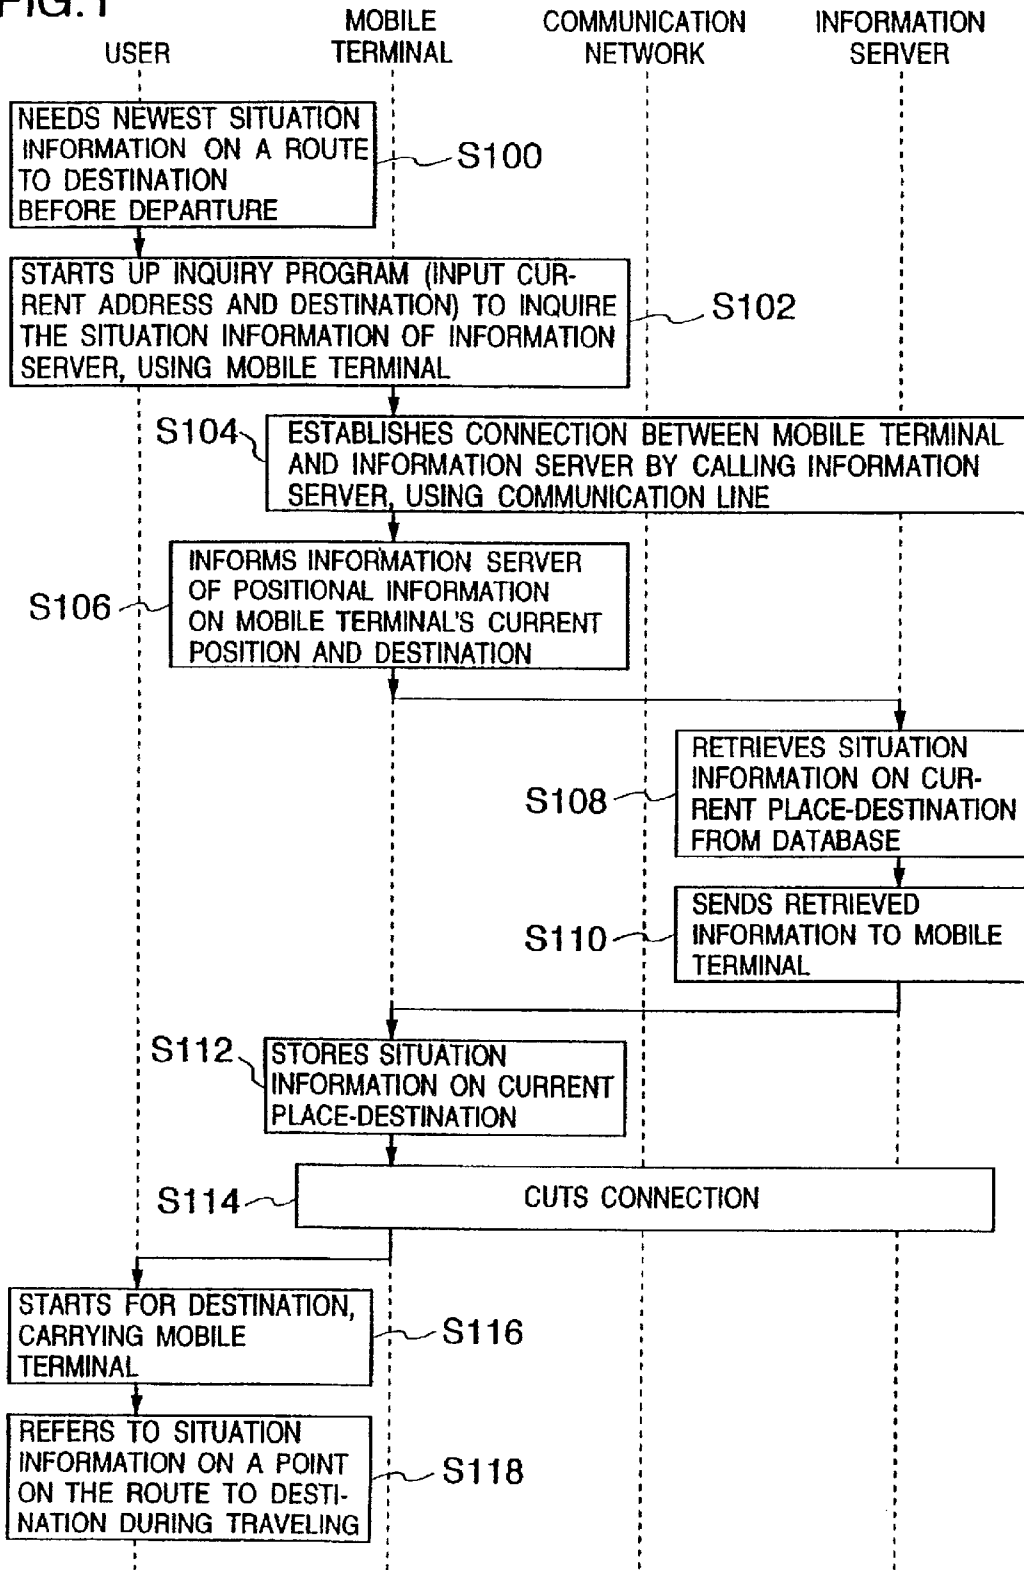 FIG. 1
USER
MOBILE
TERMINAL
COMMUNICATION
NETWORK
INFORMATION
SERVER
NEEDS NEWEST SITUATION
INFORMATION ON A ROUTE
TO DESTINATION
BEFORE DEPARTURE
S100
STARTS UP INQUIRY PROGRAM (INPUT CUR-
RENT ADDRESS AND DESTINATION) TO INQUIRE
THE SITUATION INFORMATION OF INFORMATION
SERVER, USING MOBILE TERMINAL
S102
S104
ESTABLISHES CONNECTION BETWEEN MOBILE TERMINAL
AND INFORMATION SERVER BY CALLING INFORMATION
SERVER, USING COMMUNICATION LINE
S106
INFORMS INFORMATION SERVER
OF POSITIONAL INFORMATION
ON MOBILE TERMINAL'S CURRENT
POSITION AND DESTINATION
S108
RETRIEVES SITUATION
INFORMATION ON CUR-
RENT PLACE-DESTINATION
FROM DATABASE
S110
SENDS RETRIEVED
INFORMATION TO MOBILE
TERMINAL
S112
STORES SITUATION
INFORMATION ON CURRENT
PLACE-DESTINATION
S114
CUTS CONNECTION
STARTS FOR DESTINATION,
CARRYING MOBILE
TERMINAL
S116
REFERS TO SITUATION
INFORMATION ON A POINT
ON THE ROUTE TO DESTI-
NATION DURING TRAVELING
S118